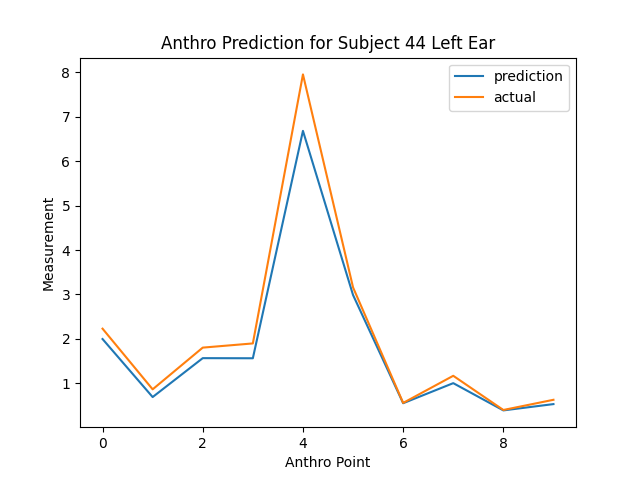 Anthro Prediction for Subject 44 Left Ear
prediction
actual
8
7
6
5
4
3
2
1
Measurement
0 2 4 6 8
Anthro Point